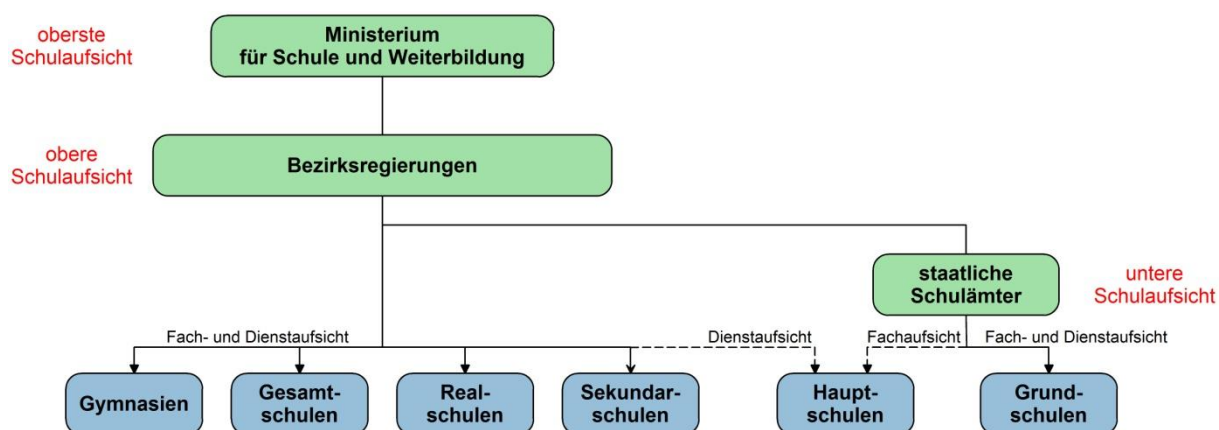 oberste
Schulaufsicht
Ministerium
für Schule und Weiterbildung
obere
Schulaufsicht
Bezirksregierungen
staatliche
Schulämter
untere
Schulaufsicht
Fach- und Dienstaufsicht
Dienstaufsicht
Fachaufsicht
Fach- und Dienstaufsicht
Gymnasien
Gesamt-
schulen
Real-
schulen
Sekundar-
schulen
Haupt-
schulen
Grund-
schulen